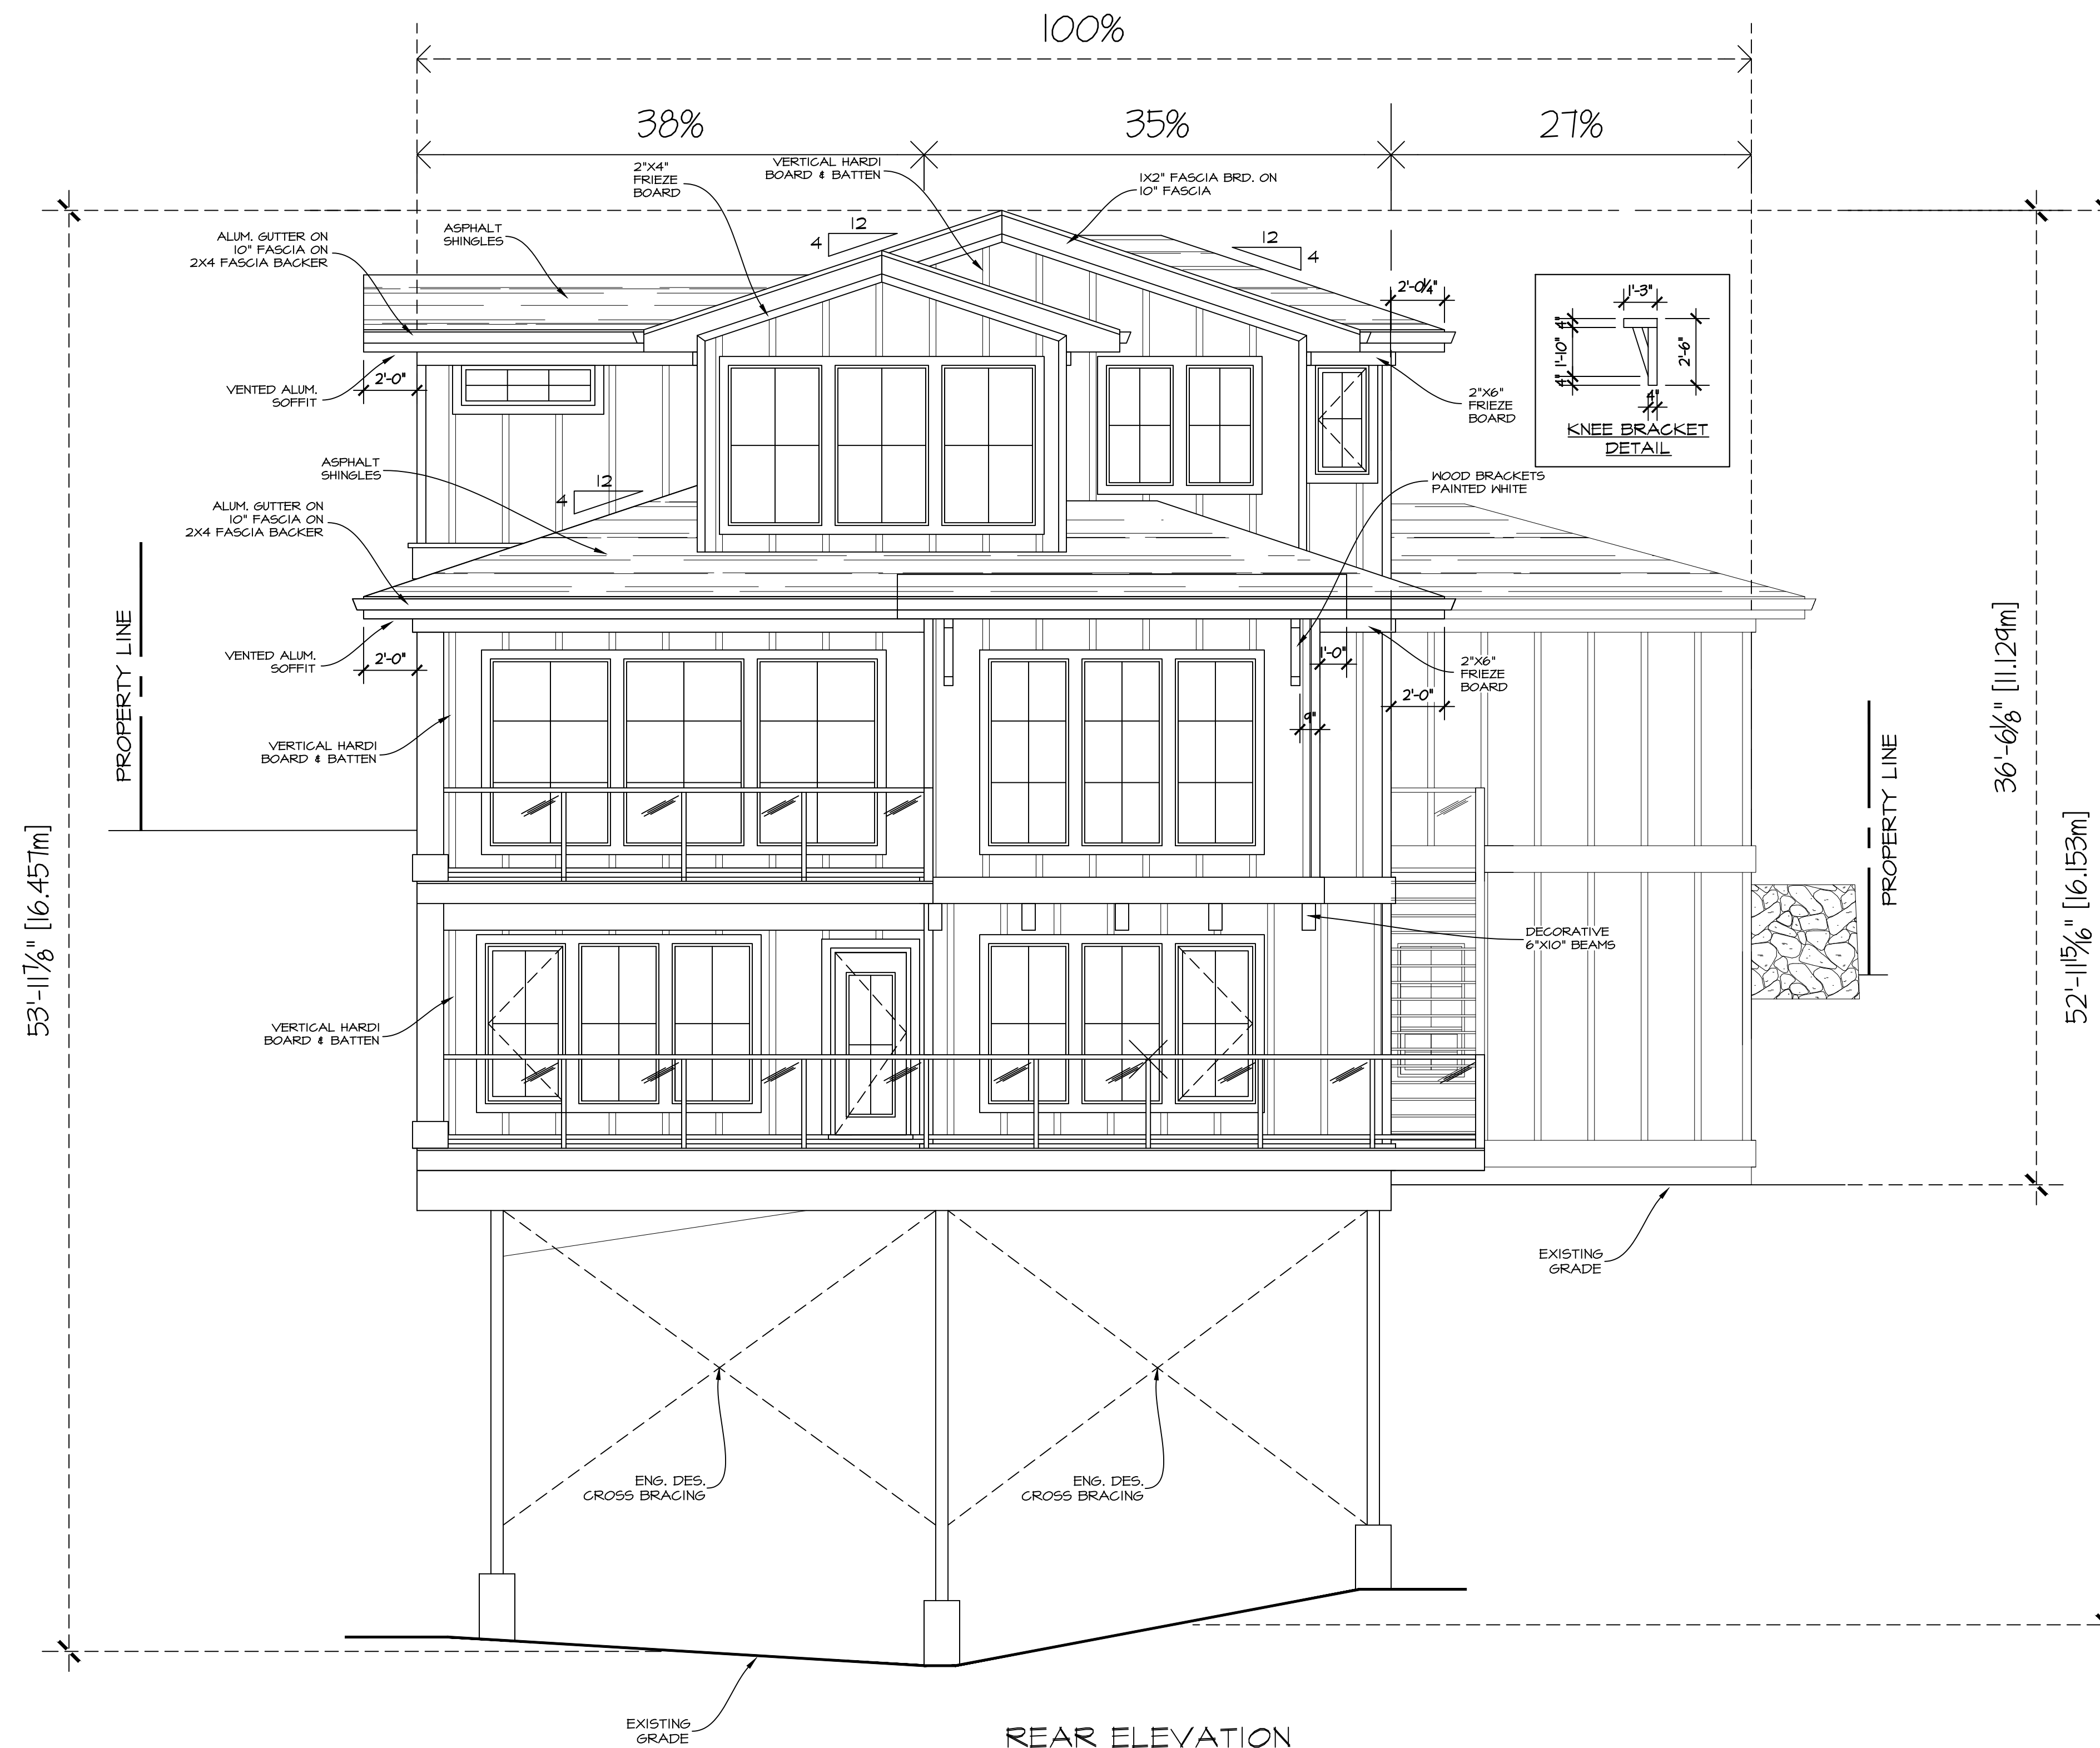 100%
38%
35%
27%
2"X4"
FRIEZE
BOARD
VERTICAL HARDI
BOARD & BATTEN
1X2" FASCIA BRD. ON
10" FASCIA
ASPHALT
SHINGLES
ALUM. GUTTER ON
10" FASCIA ON
2X4 FASCIA BACKER
12
4
12
4
2'-0¼"
1'-3"
4"
1'-10"
4"
2'-6"
4"
KNEE BRACKET
DETAIL
2'-0"
VENTED ALUM.
SOFFIT
2"X6"
FRIEZE
BOARD
ASPHALT
SHINGLES
12
4
WOOD BRACKETS
PAINTED WHITE
ALUM. GUTTER ON
10" FASCIA ON
2X4 FASCIA BACKER
PROPERTY LINE
VENTED ALUM.
SOFFIT
2'-0"
1'-0"
2"X6"
FRIEZE
BOARD
2'-0"
9"
36'-6⅛" [11.129m]
PROPERTY LINE
VERTICAL HARDI
BOARD & BATTEN
53'-11⅞" [16.457m]
52'-11 15/16" [16.153m]
DECORATIVE
6"X10" BEAMS
VERTICAL HARDI
BOARD & BATTEN
EXISTING
GRADE
ENG. DES.
CROSS BRACING
ENG. DES.
CROSS BRACING
EXISTING
GRADE
REAR ELEVATION